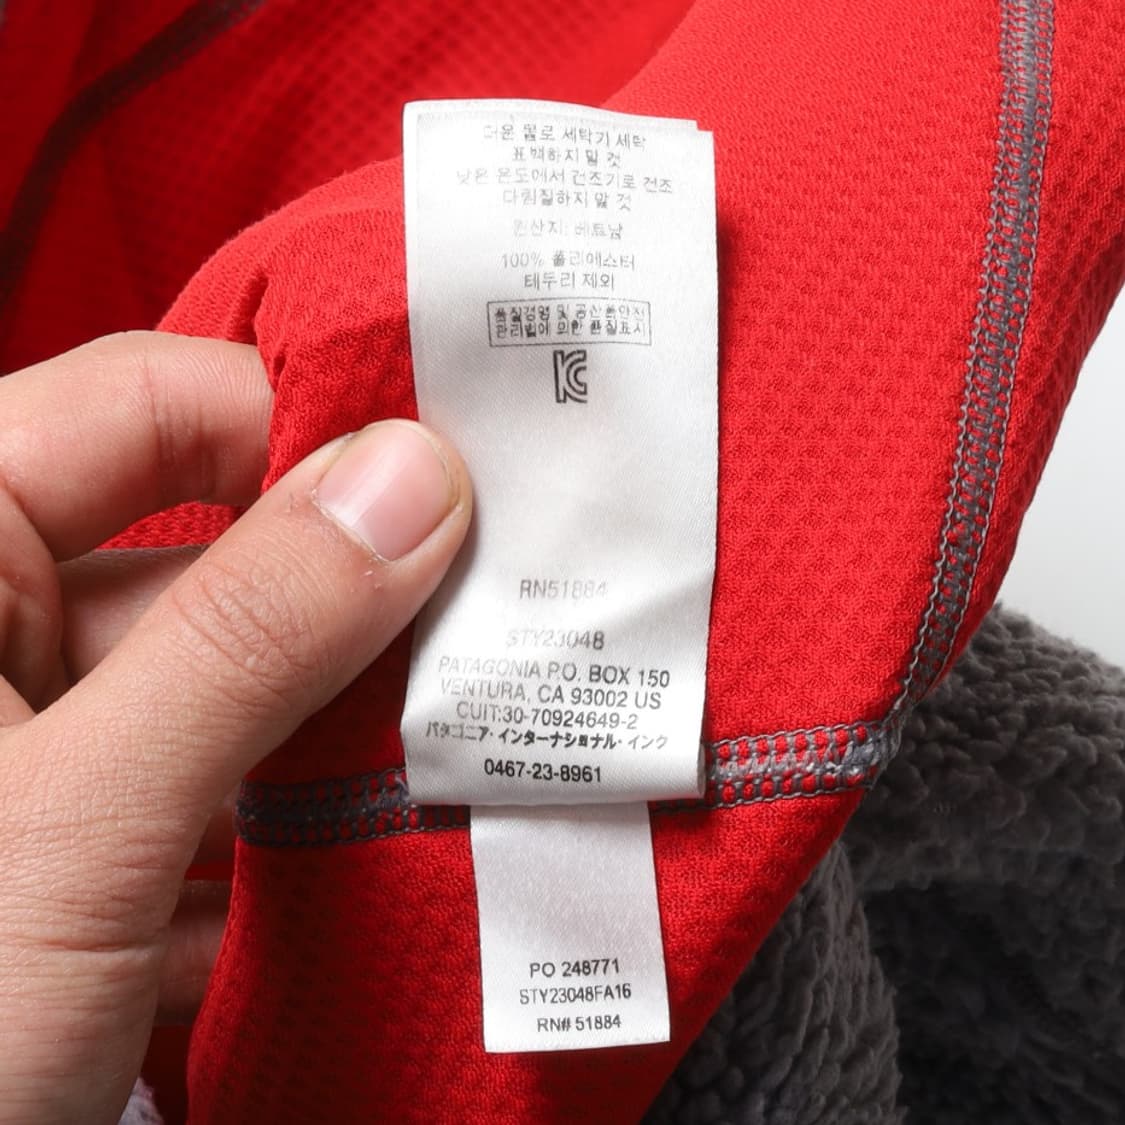 더운 물로 세탁기 세탁
표백하지 말 것
낮은 온도에서 건조기로 건조
다림질하지 말 것
원산지: 베트남
100% 폴리에스터
테두리 제외
품질경영 및 공산품안전
관리법에 의한 품질표시
KC
RN51884
STY23048
PATAGONIA P.O. BOX 150
VENTURA, CA 93002 US
CUIT:30-70924649-2
パタゴニア・インターナショナル・インク
0467-23-8961
PO 248771
STY23048FA16
RN# 51884